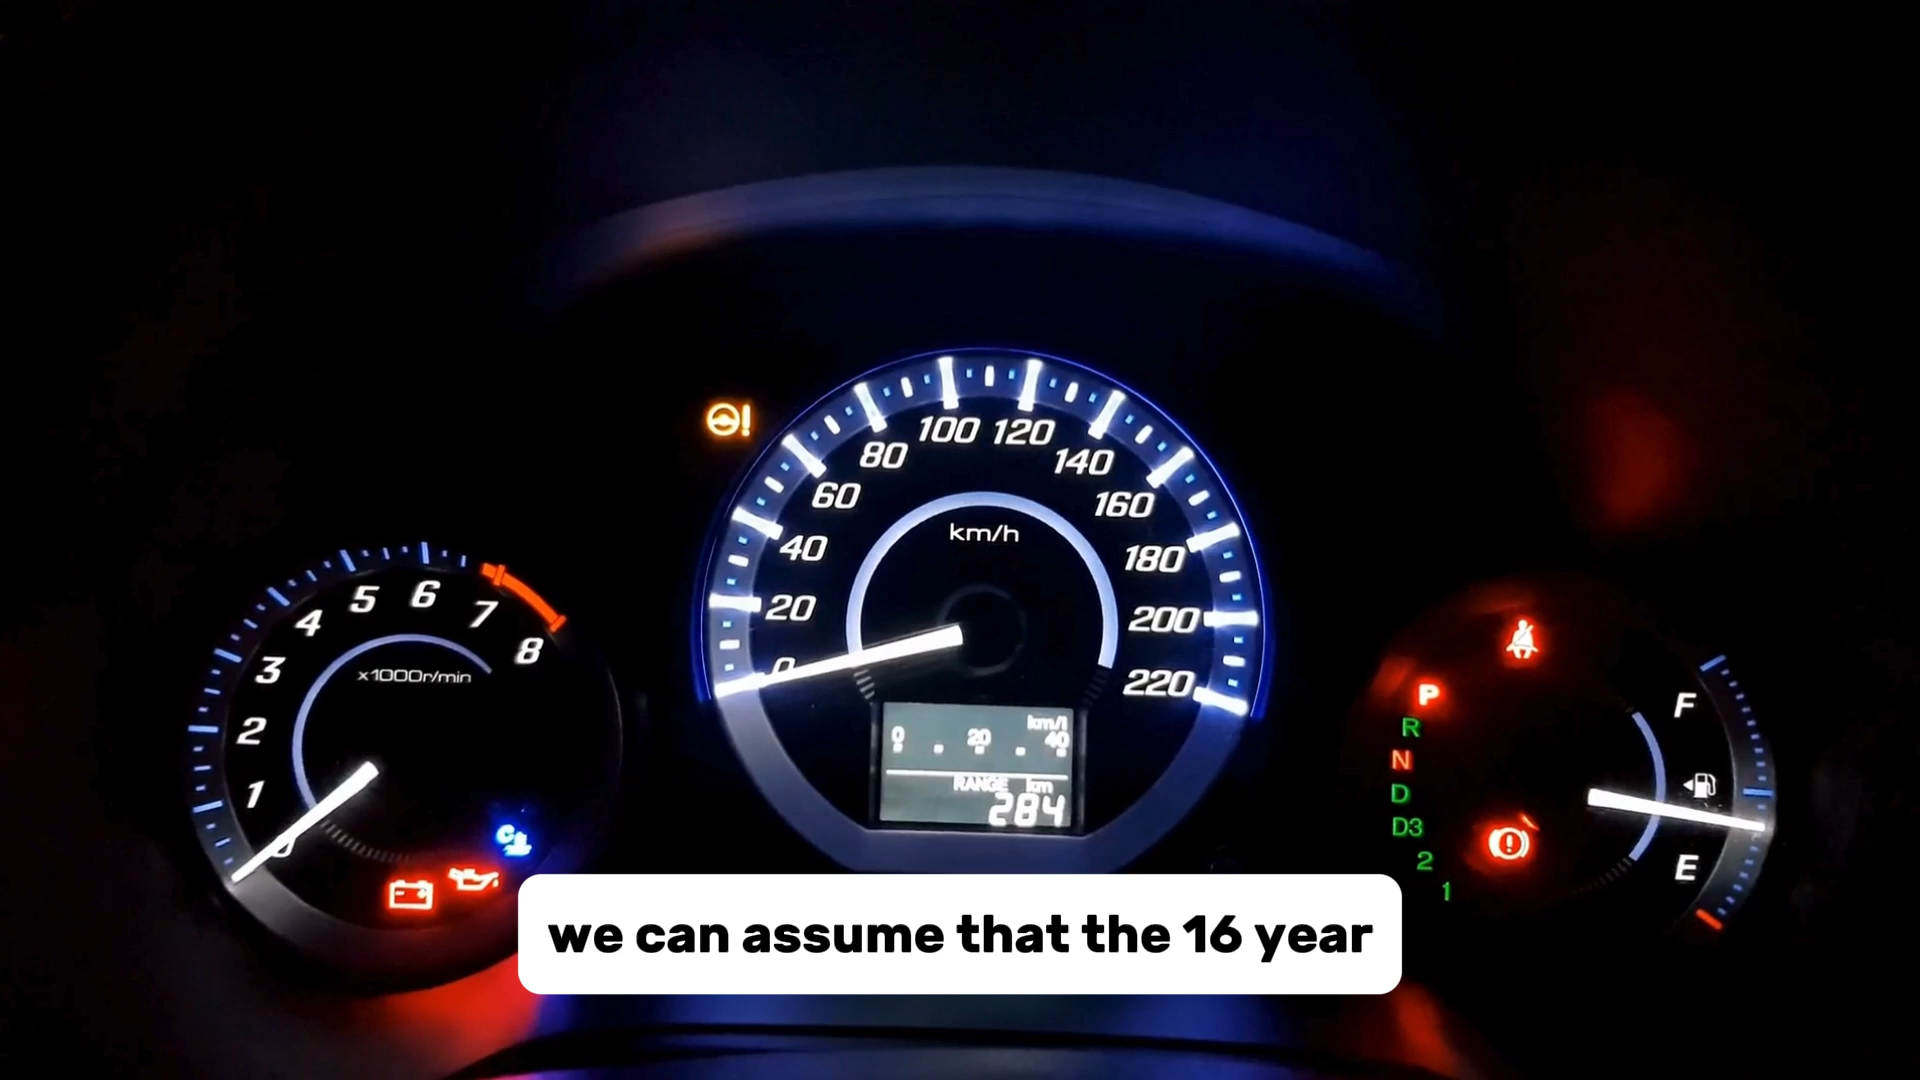 100 120
80
140
60
160
km/h
40
180
20
200
0
220
km/l
0 20 40
RANGE km
284
4 5 6 7
3
8
x1000r/min
2
1
0
P
R
N
D
D3
2
1
F
E
we can assume that the 16 year